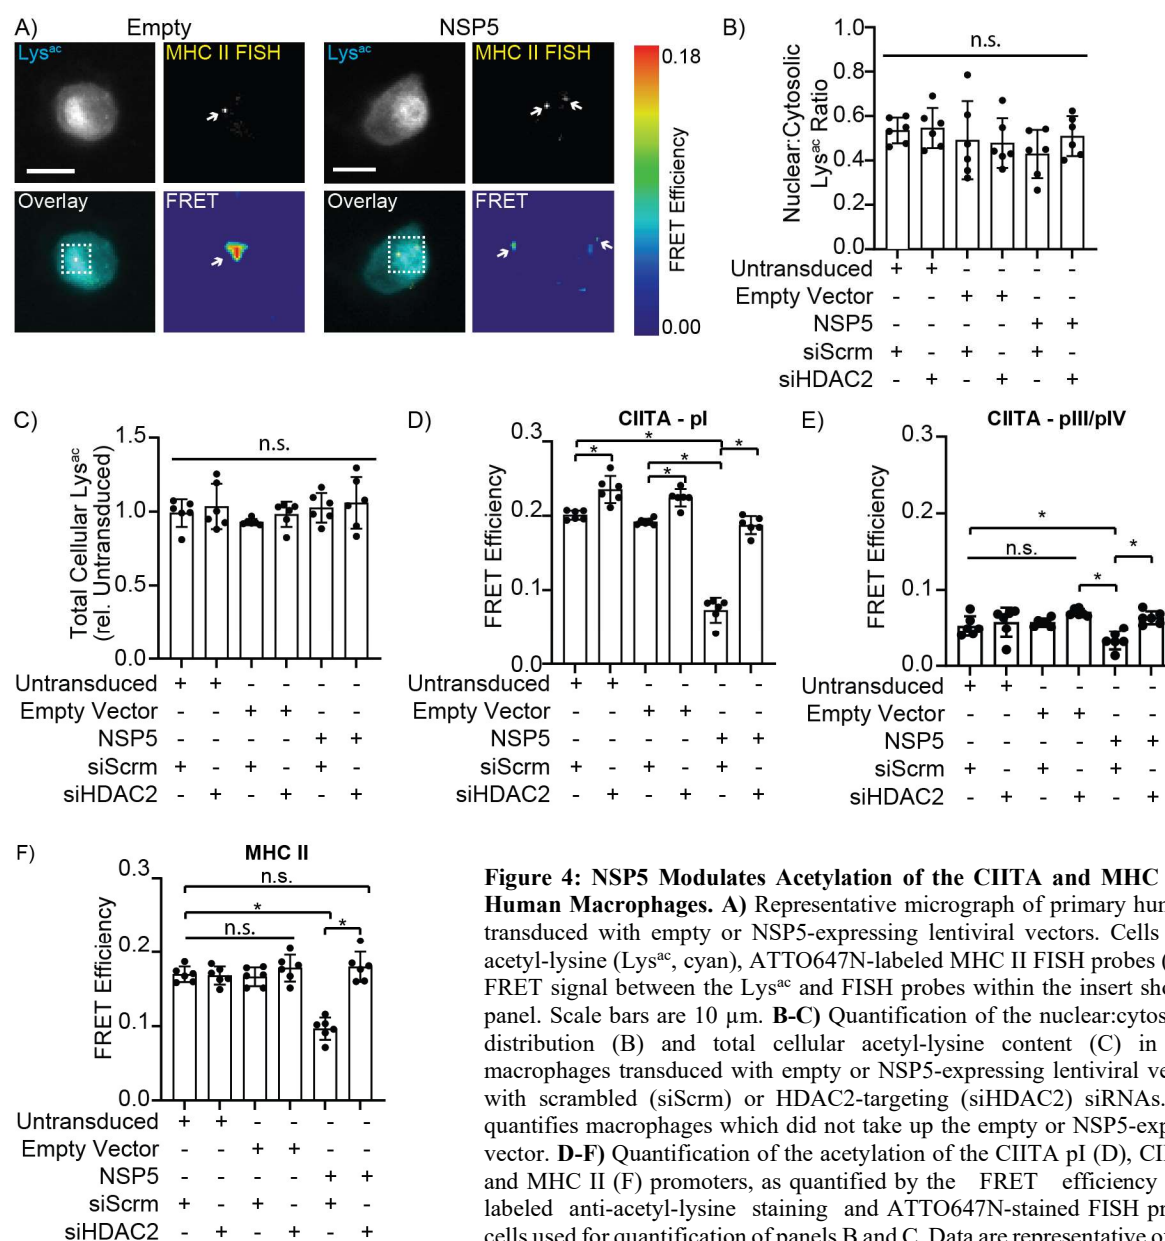 A) Empty NSP5
Lysᵃᶜ MHC II FISH Lysᵃᶜ MHC II FISH
Overlay FRET Overlay FRET
0.18
FRET Efficiency
0.00
B)
n.s.
Nuclear:Cytosolic
Lysᵃᶜ Ratio
1.0
0.8
0.6
0.4
0.2
0.0
Untransduced + + - - - -
Empty Vector - - + + - -
NSP5 - - - - + +
siScrm + - + - + -
siHDAC2 - + - + - +
C)
n.s.
Total Cellular Lysᵃᶜ
(rel. Untransduced)
1.5
1.0
0.5
0.0
Untransduced + + - - - -
Empty Vector - - + + - -
NSP5 - - - - + +
siScrm + - + - + -
siHDAC2 - + - + - +
D) CIITA - pI
FRET Efficiency
0.3
0.2
0.1
0.0
* * * * *
Untransduced + + - - - -
Empty Vector - - + + - -
NSP5 - - - - + +
siScrm + - + - + -
siHDAC2 - + - + - +
E) CIITA - pIII/pIV
FRET Efficiency
0.3
0.2
0.1
0.0
* n.s. * *
Untransduced + + - - - -
Empty Vector - - + + - -
NSP5 - - - - + +
siScrm + - + - + -
siHDAC2 - + - + - +
F) MHC II
FRET Efficiency
0.3
0.2
0.1
0.0
n.s.
*
n.s. *
Untransduced + + - - - -
Empty Vector - - + + - -
NSP5 - - - - + +
siScrm + - + - + -
siHDAC2 - + - + - +
Figure 4: NSP5 Modulates Acetylation of the CIITA and MHC
Human Macrophages. A) Representative micrograph of primary hum
transduced with empty or NSP5-expressing lentiviral vectors. Cells
acetyl-lysine (Lysᵃᶜ, cyan), ATTO647N-labeled MHC II FISH probes (
FRET signal between the Lysᵃᶜ and FISH probes within the insert sho
panel. Scale bars are 10 µm. B-C) Quantification of the nuclear:cytos
distribution (B) and total cellular acetyl-lysine content (C) in
macrophages transduced with empty or NSP5-expressing lentiviral ve
with scrambled (siScrm) or HDAC2-targeting (siHDAC2) siRNAs.
quantifies macrophages which did not take up the empty or NSP5-exp
vector. D-F) Quantification of the acetylation of the CIITA pI (D), CII
and MHC II (F) promoters, as quantified by the FRET efficiency
labeled anti-acetyl-lysine staining and ATTO647N-stained FISH pr
cells used for quantification of panels B and C. Data are representative o